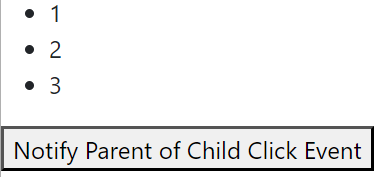 • 1
• 2
• 3
Notify Parent of Child Click Event